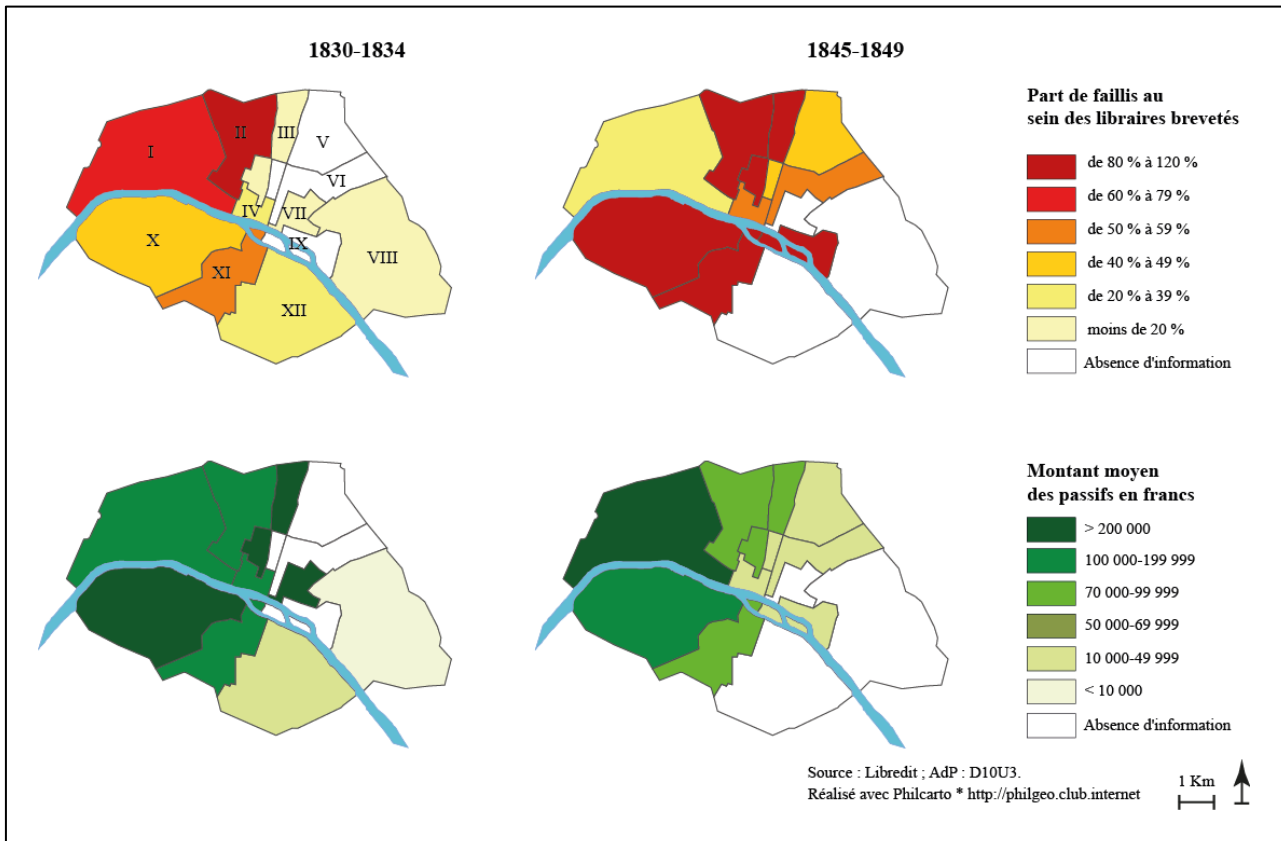 1830-1834
1845-1849
I
II
III
V
VI
IV
VII
IX
VIII
X
XI
XII
Part de faillis au
sein des libraires brevetés
de 80 % à 120 %
de 60 % à 79 %
de 50 % à 59 %
de 40 % à 49 %
de 20 % à 39 %
moins de 20 %
Absence d'information
Montant moyen
des passifs en francs
> 200 000
100 000-199 999
70 000-99 999
50 000-69 999
10 000-49 999
< 10 000
Absence d'information
Source : Libredit ; AdP : D10U3.
Réalisé avec Philcarto * http://philgeo.club.internet
1 Km